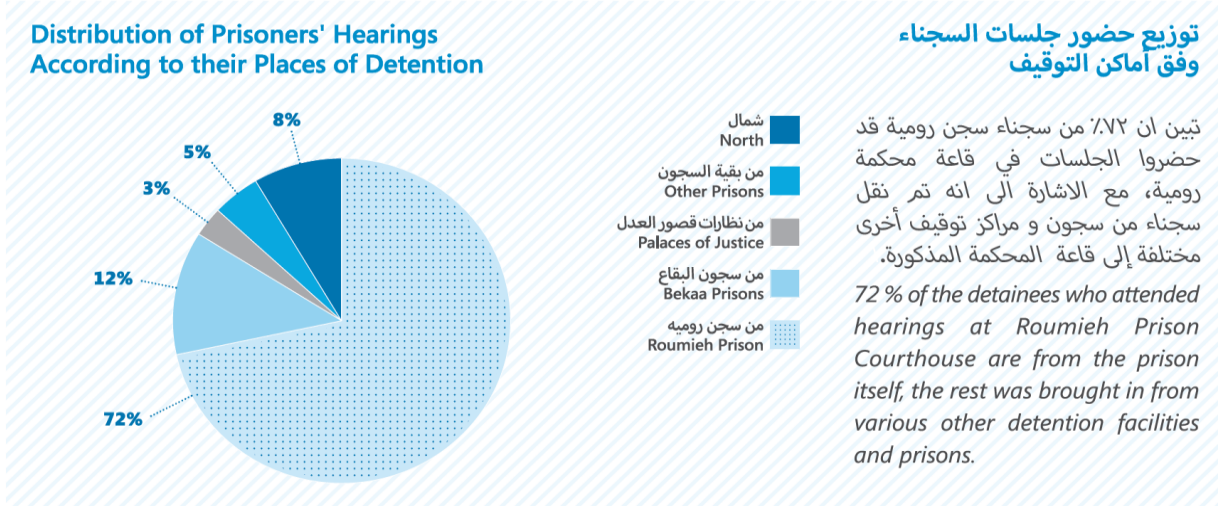 Distribution of Prisoners' Hearings
According to their Places of Detention
توزيع حضور جلسات السجناء
وفق أماكن التوقيف
8%
5%
3%
12%
72%
شمال
North
من بقية السجون
Other Prisons
من نظارات قصور العدل
Palaces of Justice
من سجون البقاع
Bekaa Prisons
من سجن روميه
Roumieh Prison
تبين ان ٧٢٪ من سجناء سجن رومية قد
حضروا الجلسات في قاعة محكمة
رومية، مع الاشارة الى انه تم نقل
سجناء من سجون و مراكز توقيف أخرى
مختلفة إلى قاعة المحكمة المذكورة.
72 % of the detainees who attended
hearings at Roumieh Prison
Courthouse are from the prison
itself, the rest was brought in from
various other detention facilities
and prisons.